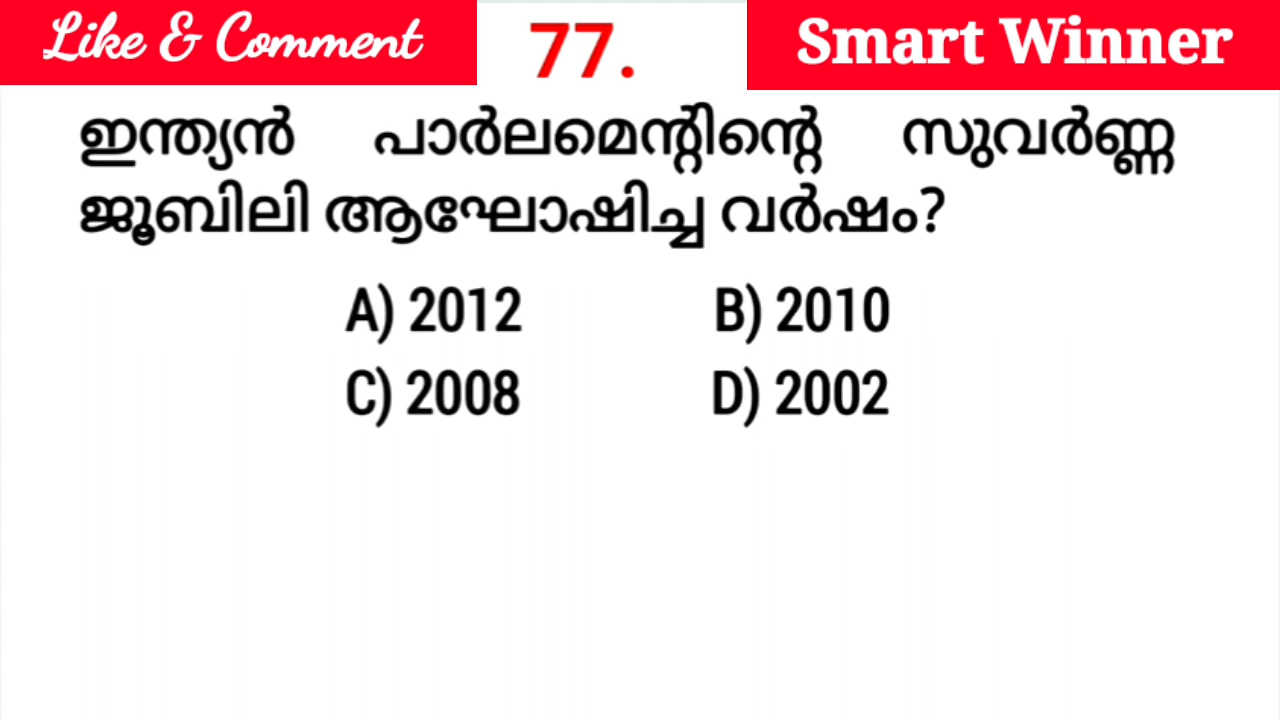 Like & Comment 77. Smart Winner
ഇന്ത്യൻ പാർലമെന്റിന്റെ സുവർണ്ണ
ജൂബിലി ആഘോഷിച്ച വർഷം?
A) 2012 B) 2010
C) 2008 D) 2002